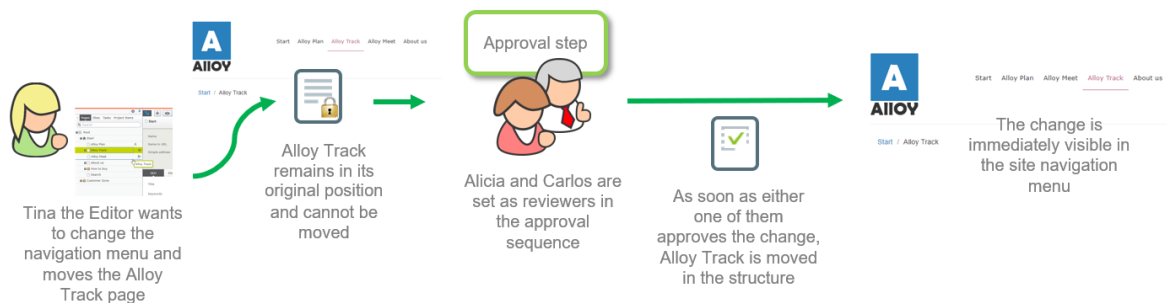 A
Alloy
Start Alloy Plan Alloy Track Alloy Meet About us
Start / Alloy Track
Approval step
A
Alloy
Start Alloy Plan Alloy Meet Alloy Track About us
Start / Alloy Track
Tina the Editor wants
to change the
navigation menu and
moves the Alloy
Track page
Alloy Track
remains in its
original position
and cannot be
moved
Alicia and Carlos are
set as reviewers in
the approval
sequence
As soon as either
one of them
approves the change,
Alloy Track is moved
in the structure
The change is
immediately visible in
the site navigation
menu